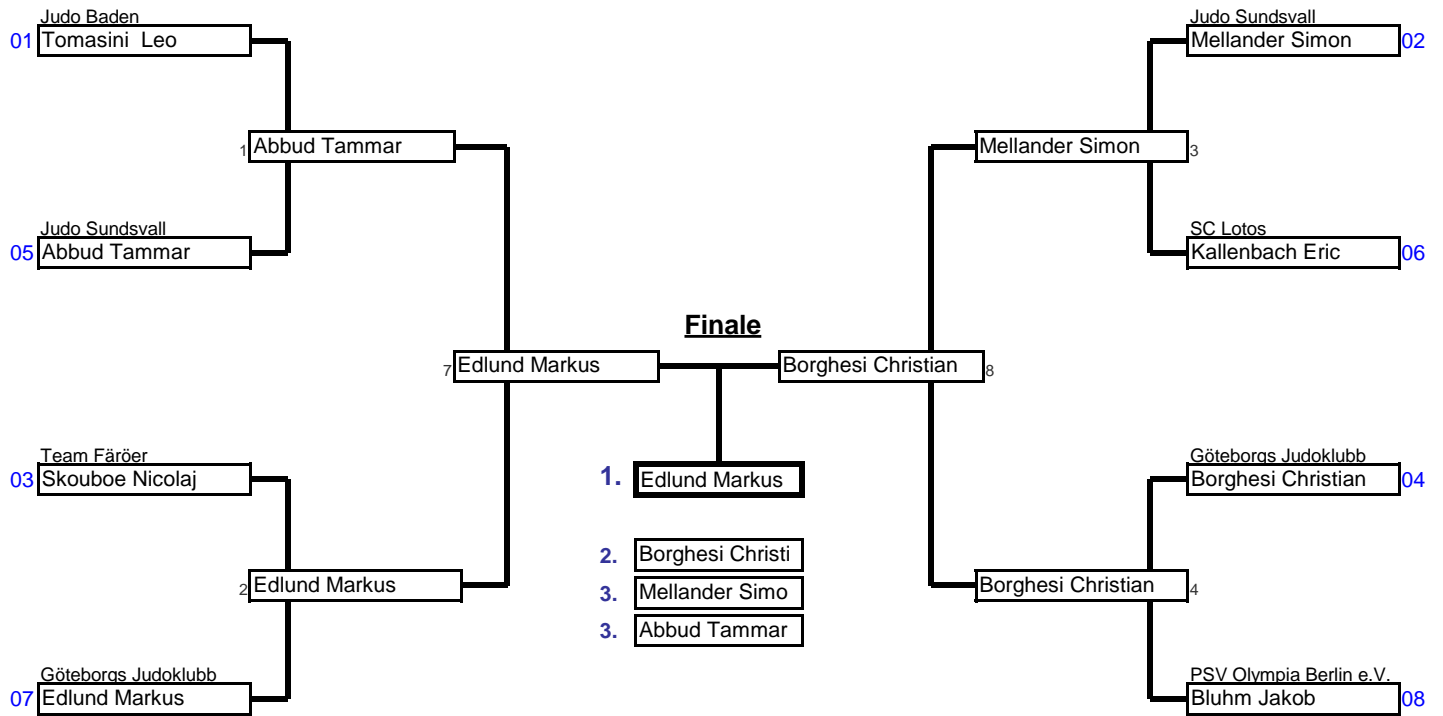 Judo Baden
01 Tomasini  Leo
Judo Sundsvall
Mellander Simon 02
1 Abbud Tammar
Mellander Simon 3
Judo Sundsvall
05 Abbud Tammar
SC Lotos
Kallenbach Eric 06
Finale
7 Edlund Markus
Borghesi Christian 8
Team Färöer
03 Skouboe Nicolaj
1. Edlund Markus
Göteborgs Judoklubb
Borghesi Christian 04
2. Borghesi Christi
3. Mellander Simo
3. Abbud Tammar
2 Edlund Markus
Borghesi Christian 4
Göteborgs Judoklubb
07 Edlund Markus
PSV Olympia Berlin e.V.
Bluhm Jakob 08